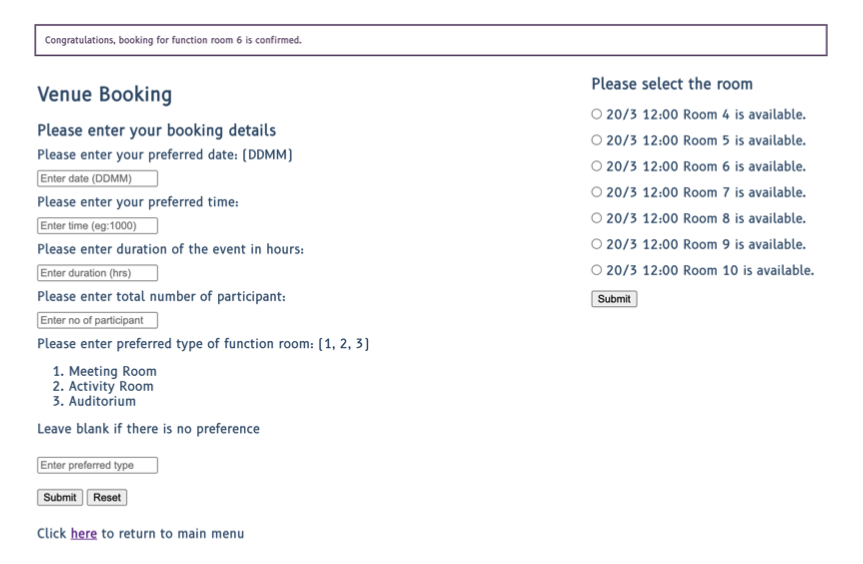 Congratulations, booking for function room 6 is confirmed.
Venue Booking
Please enter your booking details
Please enter your preferred date: [DDMM]
Enter date (DDMM)
Please enter your preferred time:
Enter time (eg:1000)
Please enter duration of the event in hours:
Enter duration (hrs)
Please enter total number of participant:
Enter no of participant
Please enter preferred type of function room: [1, 2, 3]
1. Meeting Room
2. Activity Room
3. Auditorium
Leave blank if there is no preference
Enter preferred type
Submit Reset
Click here to return to main menu
Please select the room
20/3 12:00 Room 4 is available.
20/3 12:00 Room 5 is available.
20/3 12:00 Room 6 is available.
20/3 12:00 Room 7 is available.
20/3 12:00 Room 8 is available.
20/3 12:00 Room 9 is available.
20/3 12:00 Room 10 is available.
Submit